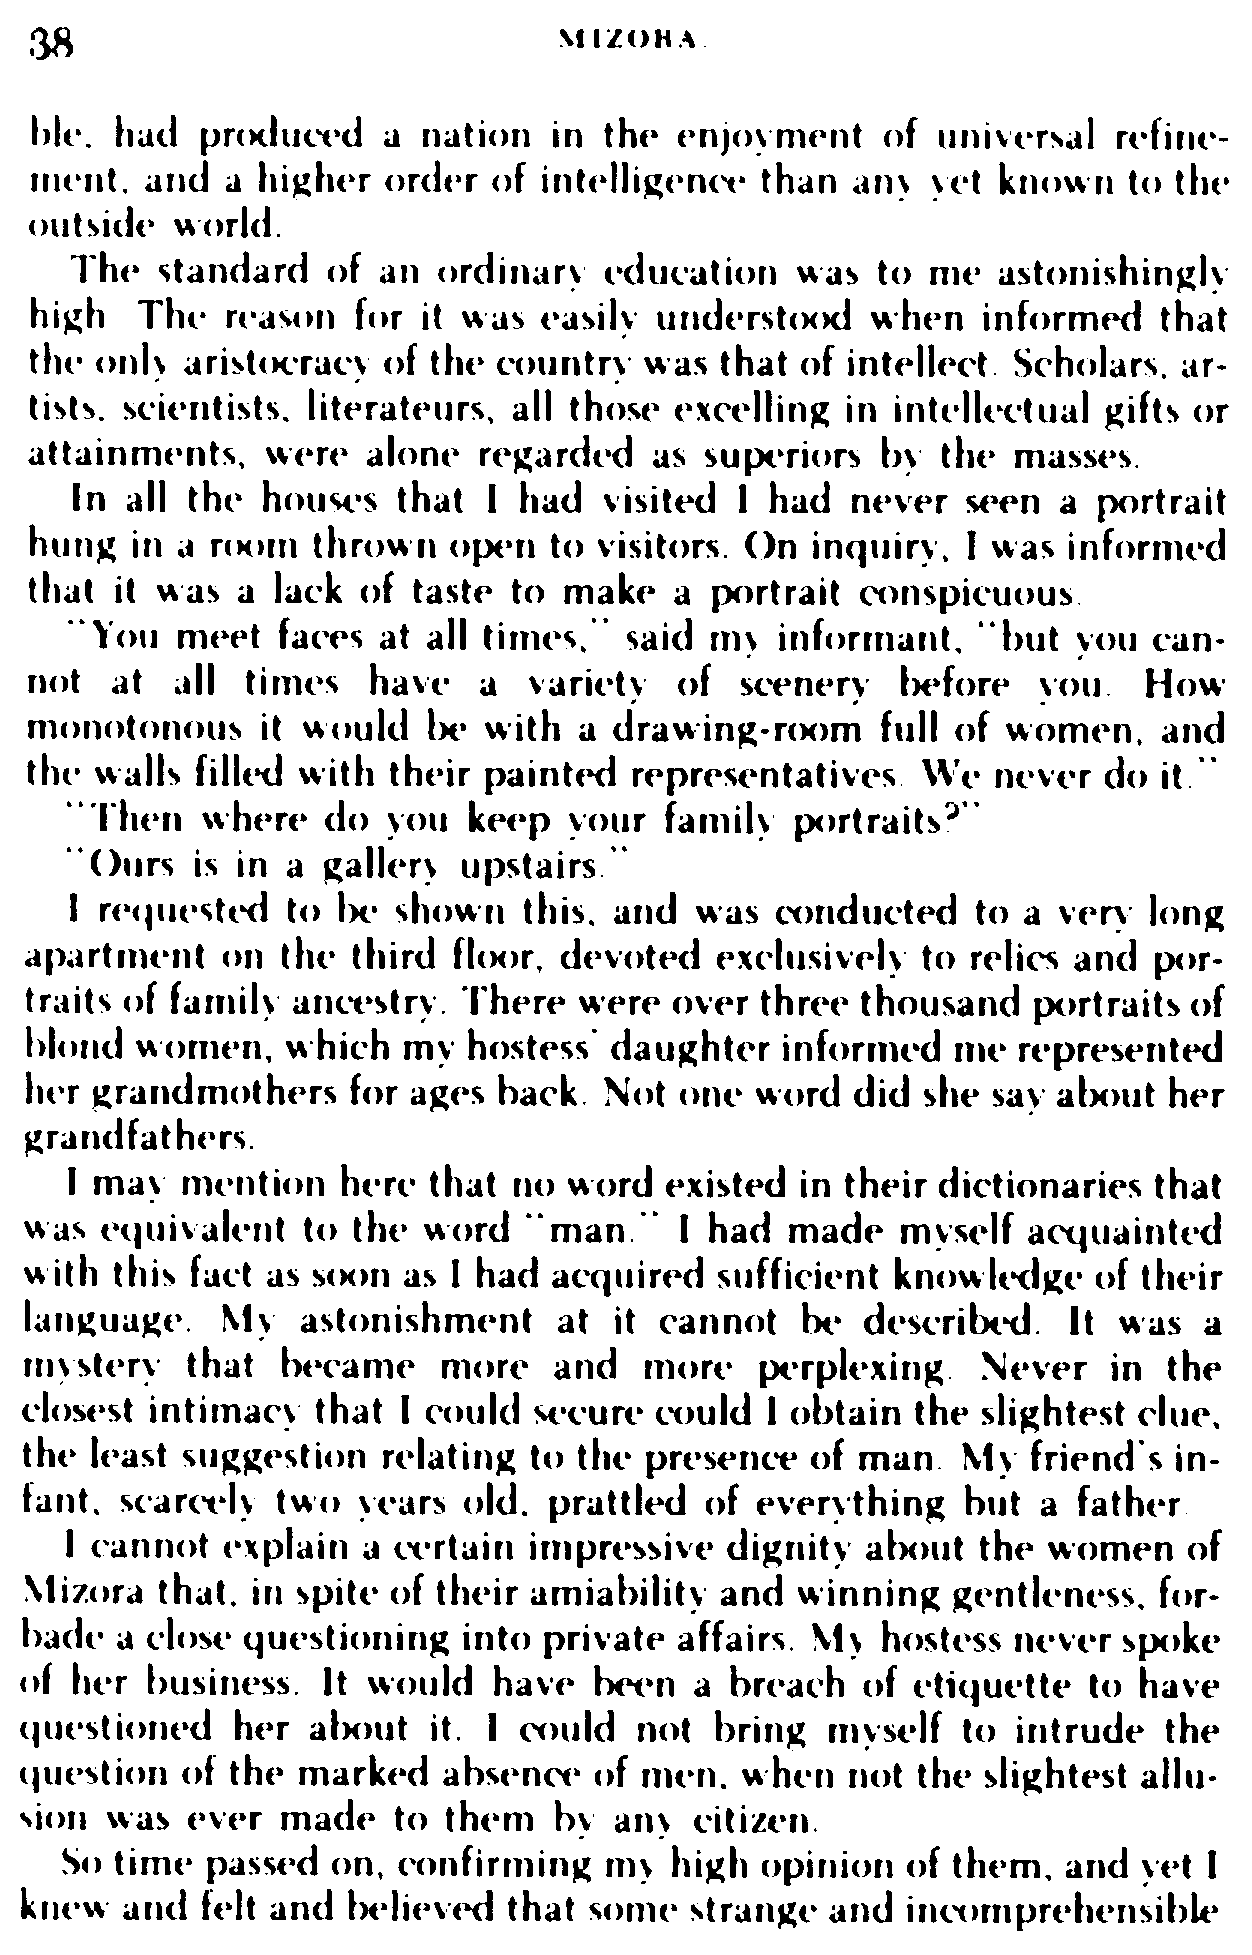 38 MIZORA.
ble, had produced a nation in the enjoyment of universal refine-
ment, and a higher order of intelligence than any yet known to the
outside world.
The standard of an ordinary education was to me astonishingly
high. The reason for it was easily understood when informed that
the only aristocracy of the country was that of intellect. Scholars, ar-
tists, scientists, literateurs, all those excelling in intellectual gifts or
attainments, were alone regarded as superiors by the masses.
In all the houses that I had visited I had never seen a portrait
hung in a room thrown open to visitors. On inquiry, I was informed
that it was a lack of taste to make a portrait conspicuous.
"You meet faces at all times," said my informant, "but you can-
not at all times have a variety of scenery before you. How
monotonous it would be with a drawing-room full of women, and
the walls filled with their painted representatives. We never do it."
"Then where do you keep your family portraits?"
"Ours is in a gallery upstairs."
I requested to be shown this, and was conducted to a very long
apartment on the third floor, devoted exclusively to relics and por-
traits of family ancestry. There were over three thousand portraits of
blond women, which my hostess' daughter informed me represented
her grandmothers for ages back. Not one word did she say about her
grandfathers.
I may mention here that no word existed in their dictionaries that
was equivalent to the word "man." I had made myself acquainted
with this fact as soon as I had acquired sufficient knowledge of their
language. My astonishment at it cannot be described. It was a
mystery that became more and more perplexing. Never in the
closest intimacy that I could secure could I obtain the slightest clue,
the least suggestion relating to the presence of man. My friend's in-
fant, scarcely two years old, prattled of everything but a father.
I cannot explain a certain impressive dignity about the women of
Mizora that, in spite of their amiability and winning gentleness, for-
bade a close questioning into private affairs. My hostess never spoke
of her business. It would have been a breach of etiquette to have
questioned her about it. I could not bring myself to intrude the
question of the marked absence of men, when not the slightest allu-
sion was ever made to them by any citizen.
So time passed on, confirming my high opinion of them, and yet I
knew and felt and believed that some strange and incomprehensible